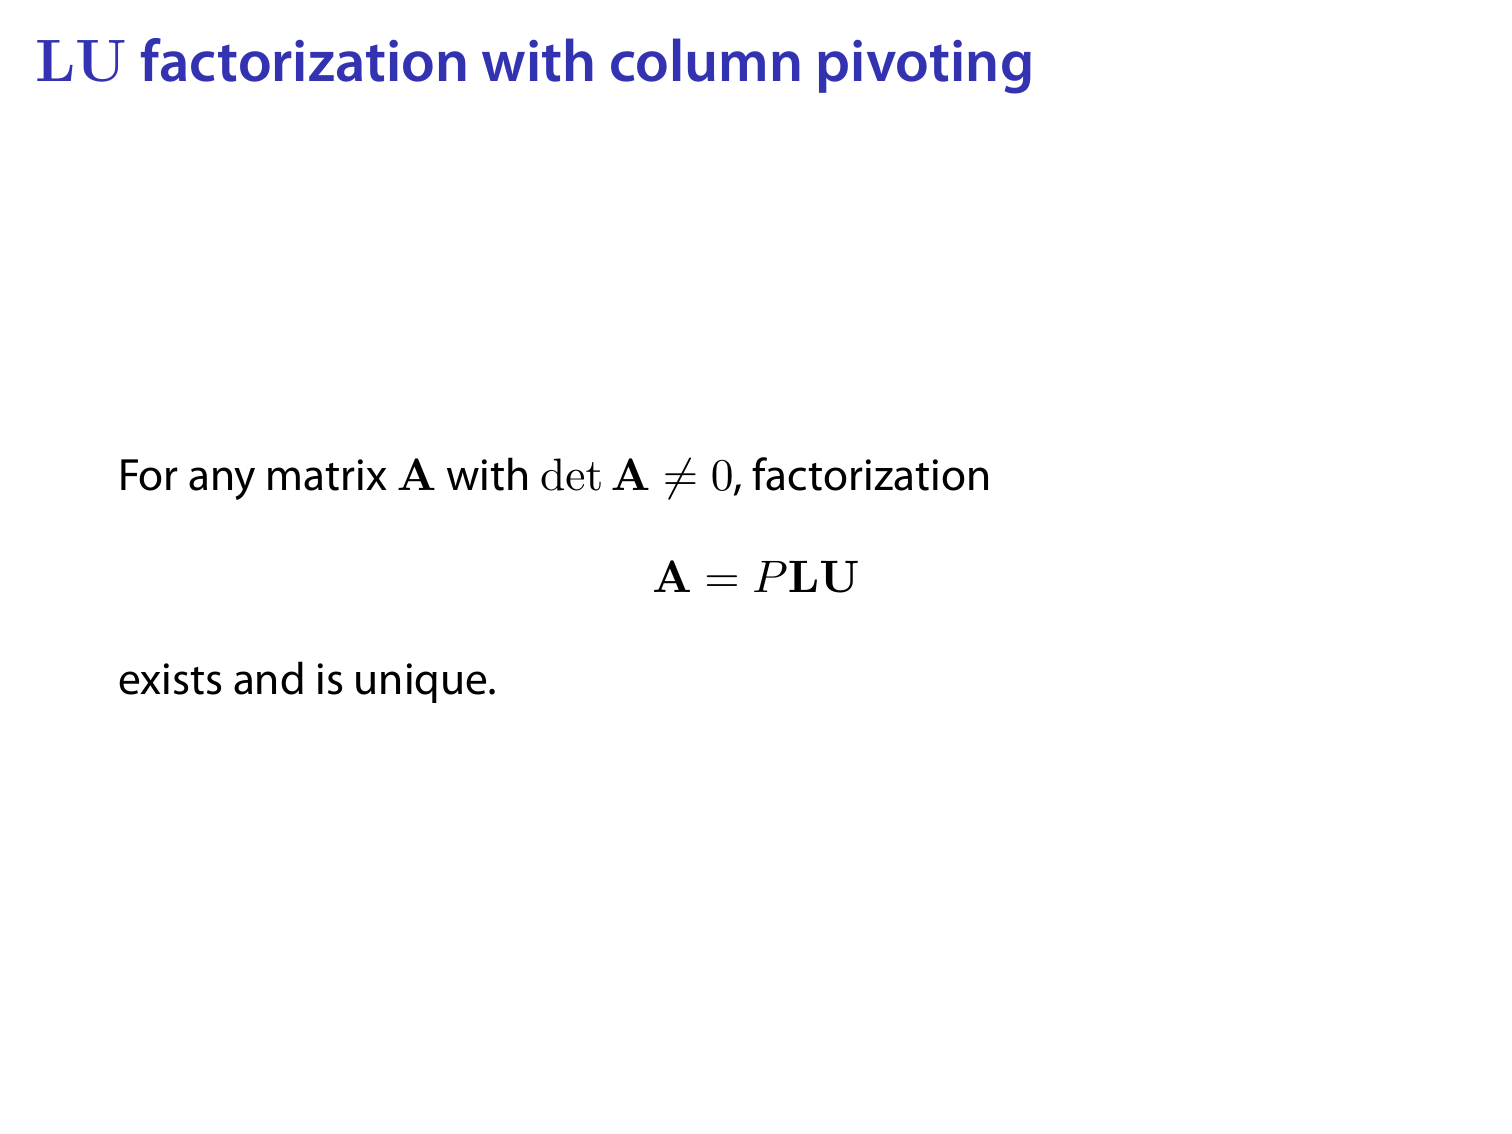 LU factorization with column pivoting
For any matrix A with det A ≠ 0, factorization
A = PLU
exists and is unique.